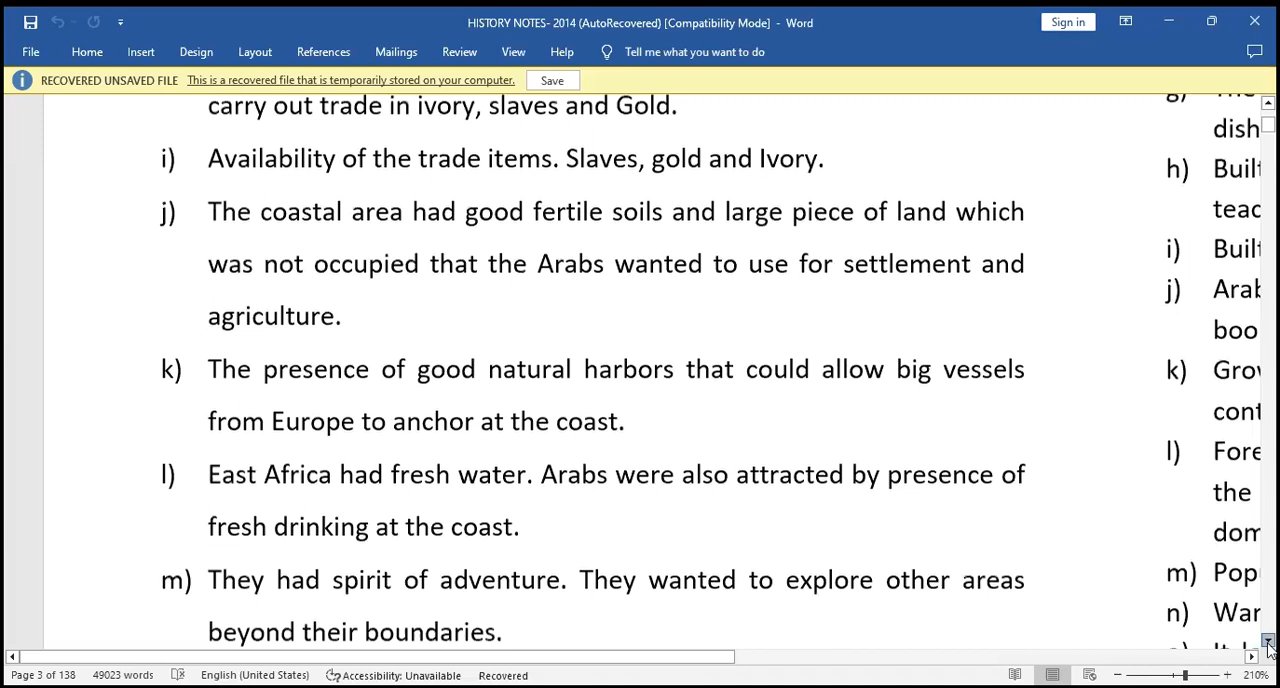 HISTORY NOTES- 2014 (AutoRecovered) [Compatibility Mode] - Word
Sign in
File Home Insert Design Layout References Mailings Review View Help Tell me what you want to do
RECOVERED UNSAVED FILE This is a recovered file that is temporarily stored on your computer. Save
carry out trade in ivory, slaves and Gold.
i) Availability of the trade items. Slaves, gold and Ivory.
j) The coastal area had good fertile soils and large piece of land which
was not occupied that the Arabs wanted to use for settlement and
agriculture.
k) The presence of good natural harbors that could allow big vessels
from Europe to anchor at the coast.
l) East Africa had fresh water. Arabs were also attracted by presence of
fresh drinking at the coast.
m) They had spirit of adventure. They wanted to explore other areas
beyond their boundaries.
g) The
dish
h) Built
teac
i) Built
j) Arab
boo
k) Grov
cont
l) Fore
the
dom
m) Pop
n) War
Page 3 of 138 49023 words English (United States) Accessibility: Unavailable Recovered 210%